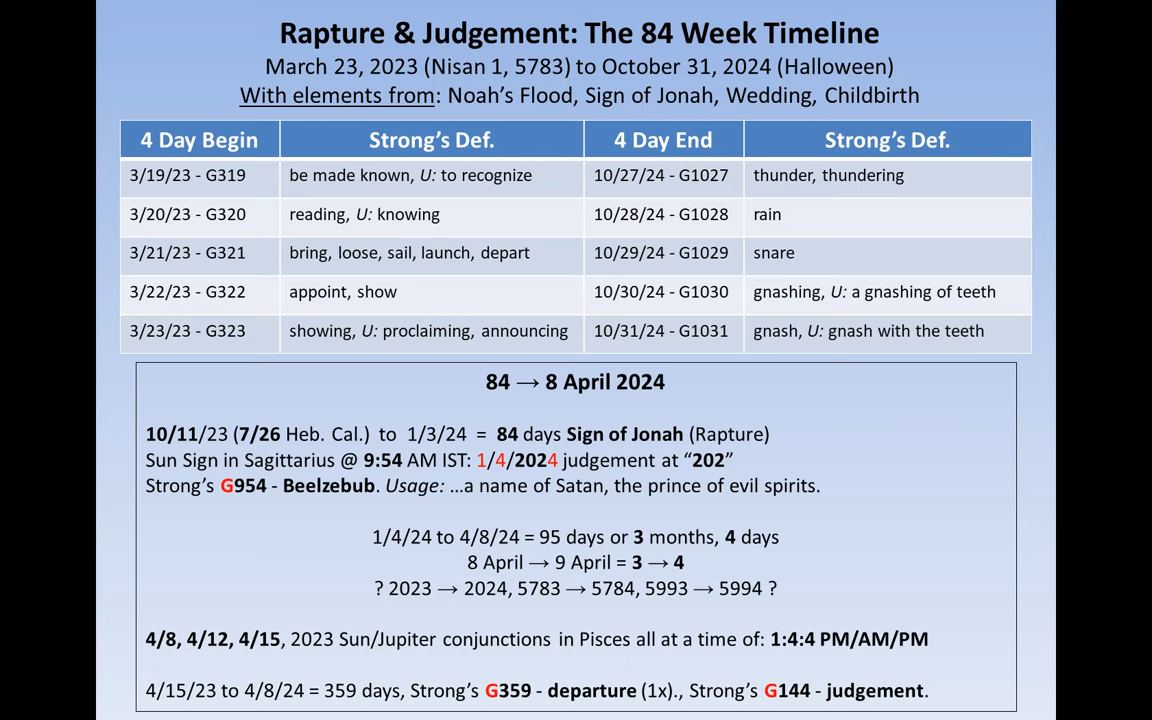 Rapture & Judgement: The 84 Week Timeline
March 23, 2023 (Nisan 1, 5783) to October 31, 2024 (Halloween)
With elements from: Noah's Flood, Sign of Jonah, Wedding, Childbirth
4 Day Begin Strong's Def. 4 Day End Strong's Def.
3/19/23 - G319 be made known, U: to recognize 10/27/24 - G1027 thunder, thundering
3/20/23 - G320 reading, U: knowing 10/28/24 - G1028 rain
3/21/23 - G321 bring, loose, sail, launch, depart 10/29/24 - G1029 snare
3/22/23 - G322 appoint, show 10/30/24 - G1030 gnashing, U: a gnashing of teeth
3/23/23 - G323 showing, U: proclaiming, announcing 10/31/24 - G1031 gnash, U: gnash with the teeth
84 → 8 April 2024
10/11/23 (7/26 Heb. Cal.) to 1/3/24 = 84 days Sign of Jonah (Rapture)
Sun Sign in Sagittarius @ 9:54 AM IST: 1/4/2024 judgement at “202”
Strong's G954 - Beelzebub. Usage: ...a name of Satan, the prince of evil spirits.
1/4/24 to 4/8/24 = 95 days or 3 months, 4 days
8 April → 9 April = 3 → 4
? 2023 → 2024, 5783 → 5784, 5993 → 5994 ?
4/8, 4/12, 4/15, 2023 Sun/Jupiter conjunctions in Pisces all at a time of: 1:4:4 PM/AM/PM
4/15/23 to 4/8/24 = 359 days, Strong's G359 - departure (1x)., Strong's G144 - judgement.